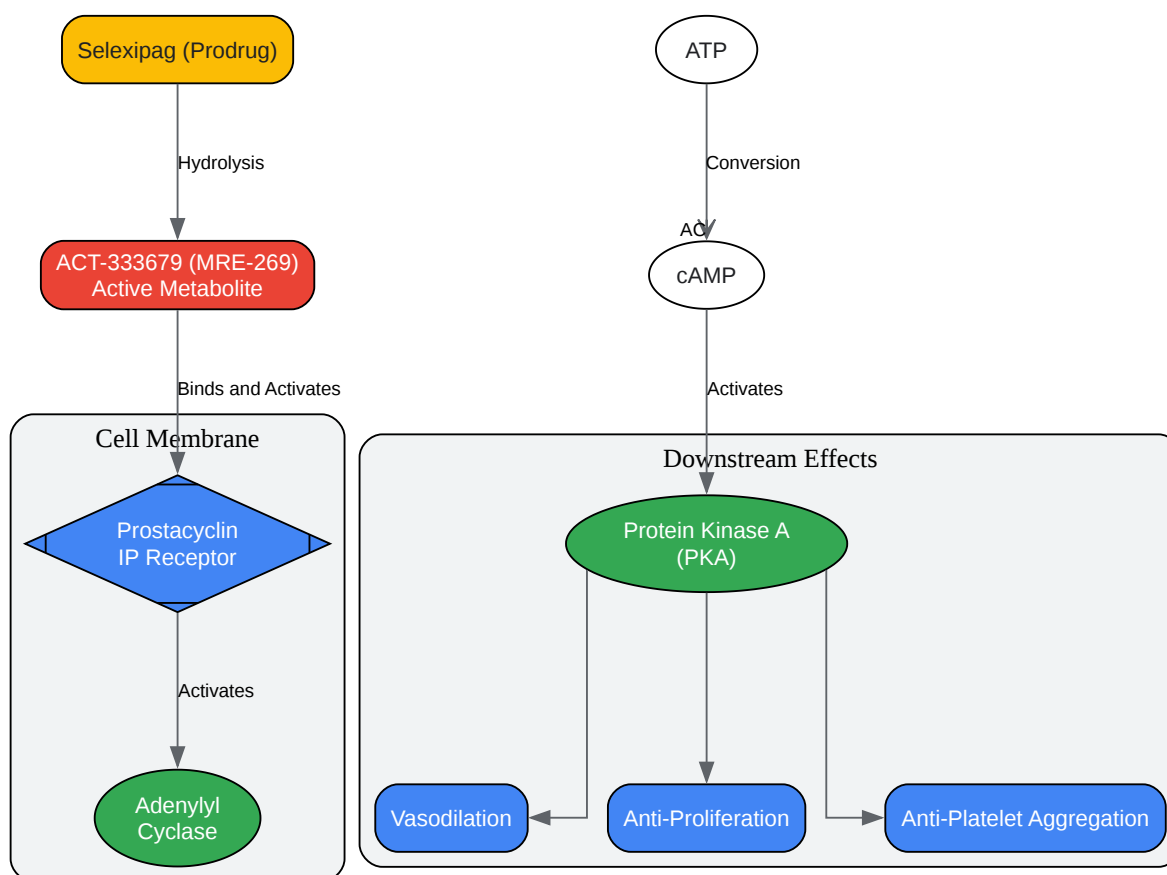 Selexipag (Prodrug)
ATP
Hydrolysis
Conversion
AC
ACT-333679 (MRE-269)
Active Metabolite
cAMP
Binds and Activates
Activates
Cell Membrane
Downstream Effects
Prostacyclin
IP Receptor
Protein Kinase A
(PKA)
Activates
Adenylyl
Cyclase
Vasodilation
Anti-Proliferation
Anti-Platelet Aggregation